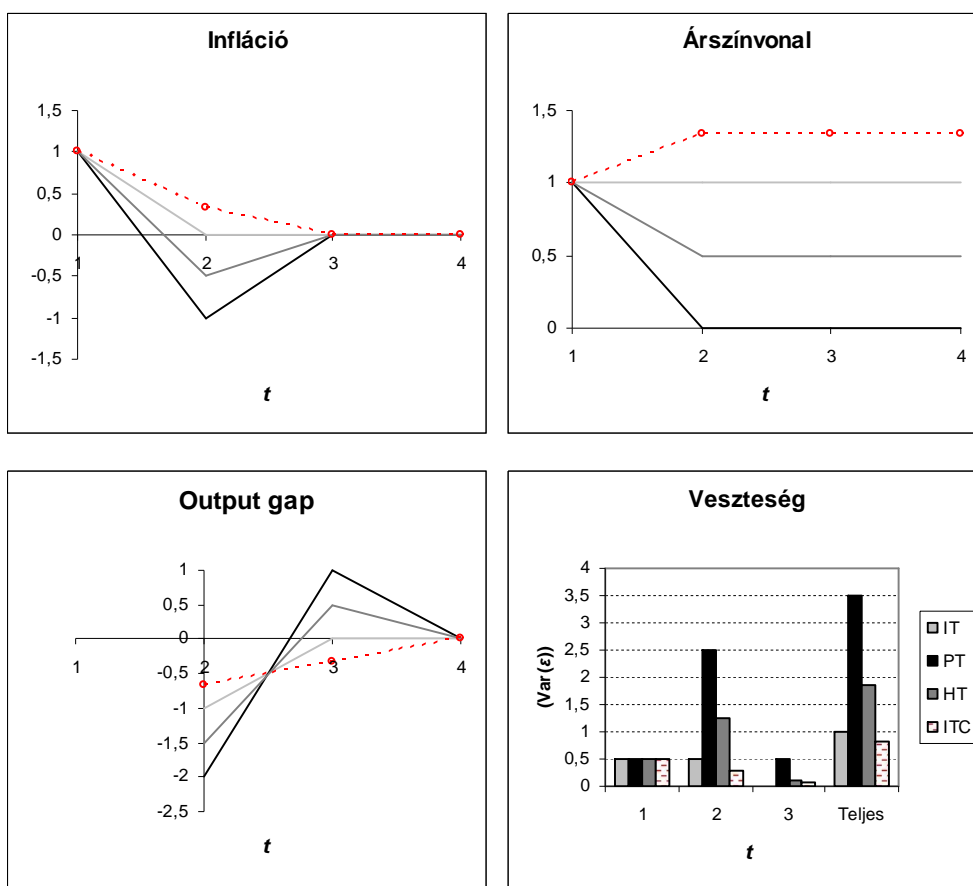 Infláció
1,5
1
0,5
0
-0,5
-1
-1,5
1 2 3 4
t
Árszínvonal
1,5
1
0,5
0
1 2 3 4
t
Output gap
1
0,5
0
-0,5
-1
-1,5
-2
-2,5
1 2 3 4
t
Veszteség
(Var(ε))
4
3,5
3
2,5
2
1,5
1
0,5
0
1 2 3 Teljes
t
IT
PT
HT
ITC